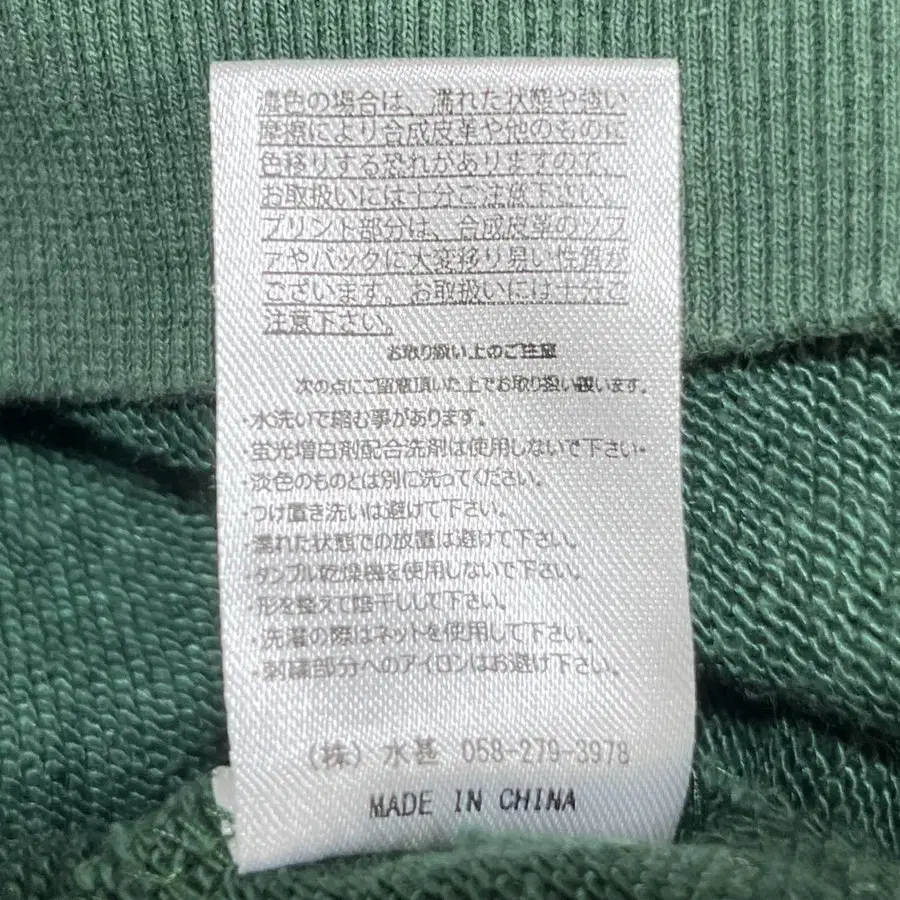 濃色の場合は、濡れた状態や強い
摩擦により合成皮革や他のものに
色移りする恐れがありますので、
お取扱いには十分ご注意下さい。
プリント部分は、合成皮革のソフ
アやバックに大変移り易い性質が
ございます。お取扱いには十分ご
注意下さい。
お取り扱い上のご注意
次の点にご留意頂いた上でお取り扱い願います。
・水洗いで縮む事があります。
・蛍光増白剤配合洗剤は使用しないで下さい・
・淡色のものとは別に洗ってください。
・つけ置き洗いは避けて下さい。
・濡れた状態での放置は避けて下さい。
・タンブル乾燥機を使用しないで下さい。
・形を整えて陰干しして下さい。
・洗濯の際はネットを使用して下さい。
・刺繍部分へのアイロンはお避け下さい。
(株) 水甚 058-279-3978
MADE IN CHINA